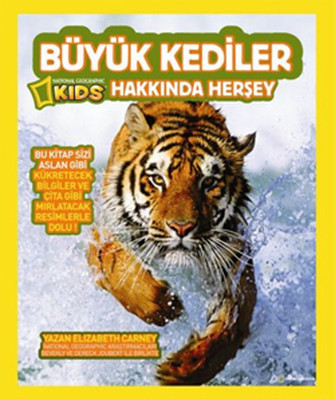 BÜYÜK KEDİLER
NATIONAL GEOGRAPHIC
KIDS
HAKKINDA HERŞEY
BU KİTAP SİZİ
ASLAN GİBİ
KÜKRETECEK
BİLGİLER VE
ÇİTA GİBİ
MIRLATACAK
RESİMLERLE
DOLU !
YAZAN ELIZABETH CARNEY
NATIONAL GEOGRAPHIC ARAŞTIRMACILARI
BEVERLY VE DERECK JOUBERT İLE BİRLİKTE